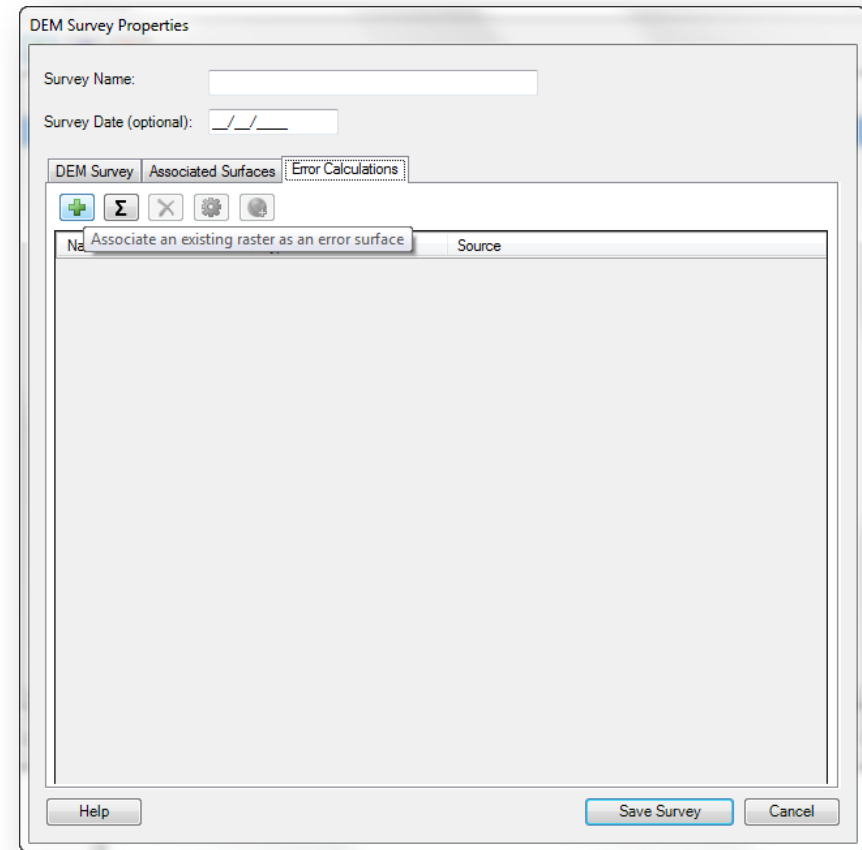 DEM Survey Properties
Survey Name:
Survey Date (optional): __/__/____
DEM Survey Associated Surfaces Error Calculations
Σ
Associate an existing raster as an error surface
Source
Help Save Survey Cancel